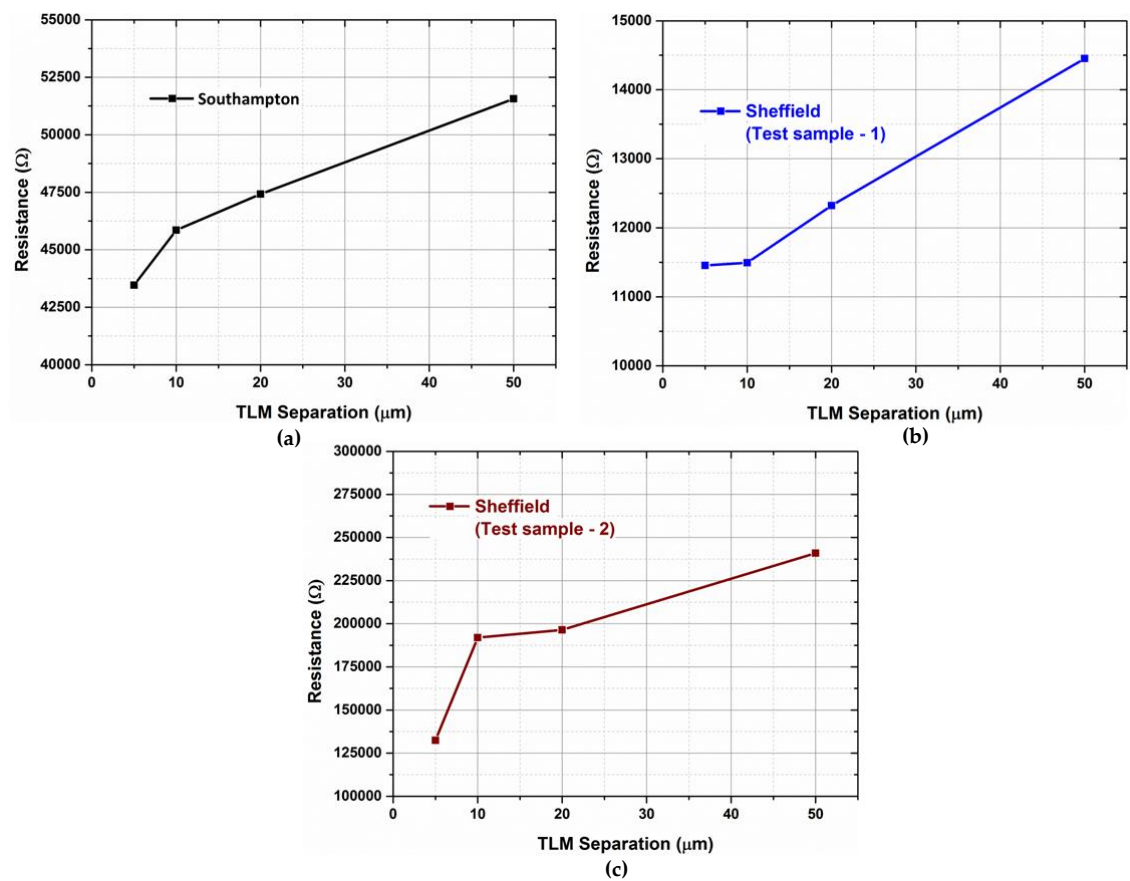 55000
52500
50000
47500
45000
42500
40000
Resistance (Ω)
Southampton
0 10 20 30 40 50
TLM Separation (μm)
(a)
15000
14000
13000
12000
11000
10000
Resistance (Ω)
Sheffield
(Test sample - 1)
0 10 20 30 40 50
TLM Separation (μm)
(b)
300000
275000
250000
225000
200000
175000
150000
125000
100000
Resistance (Ω)
Sheffield
(Test sample - 2)
0 10 20 30 40 50
TLM Separation (μm)
(c)